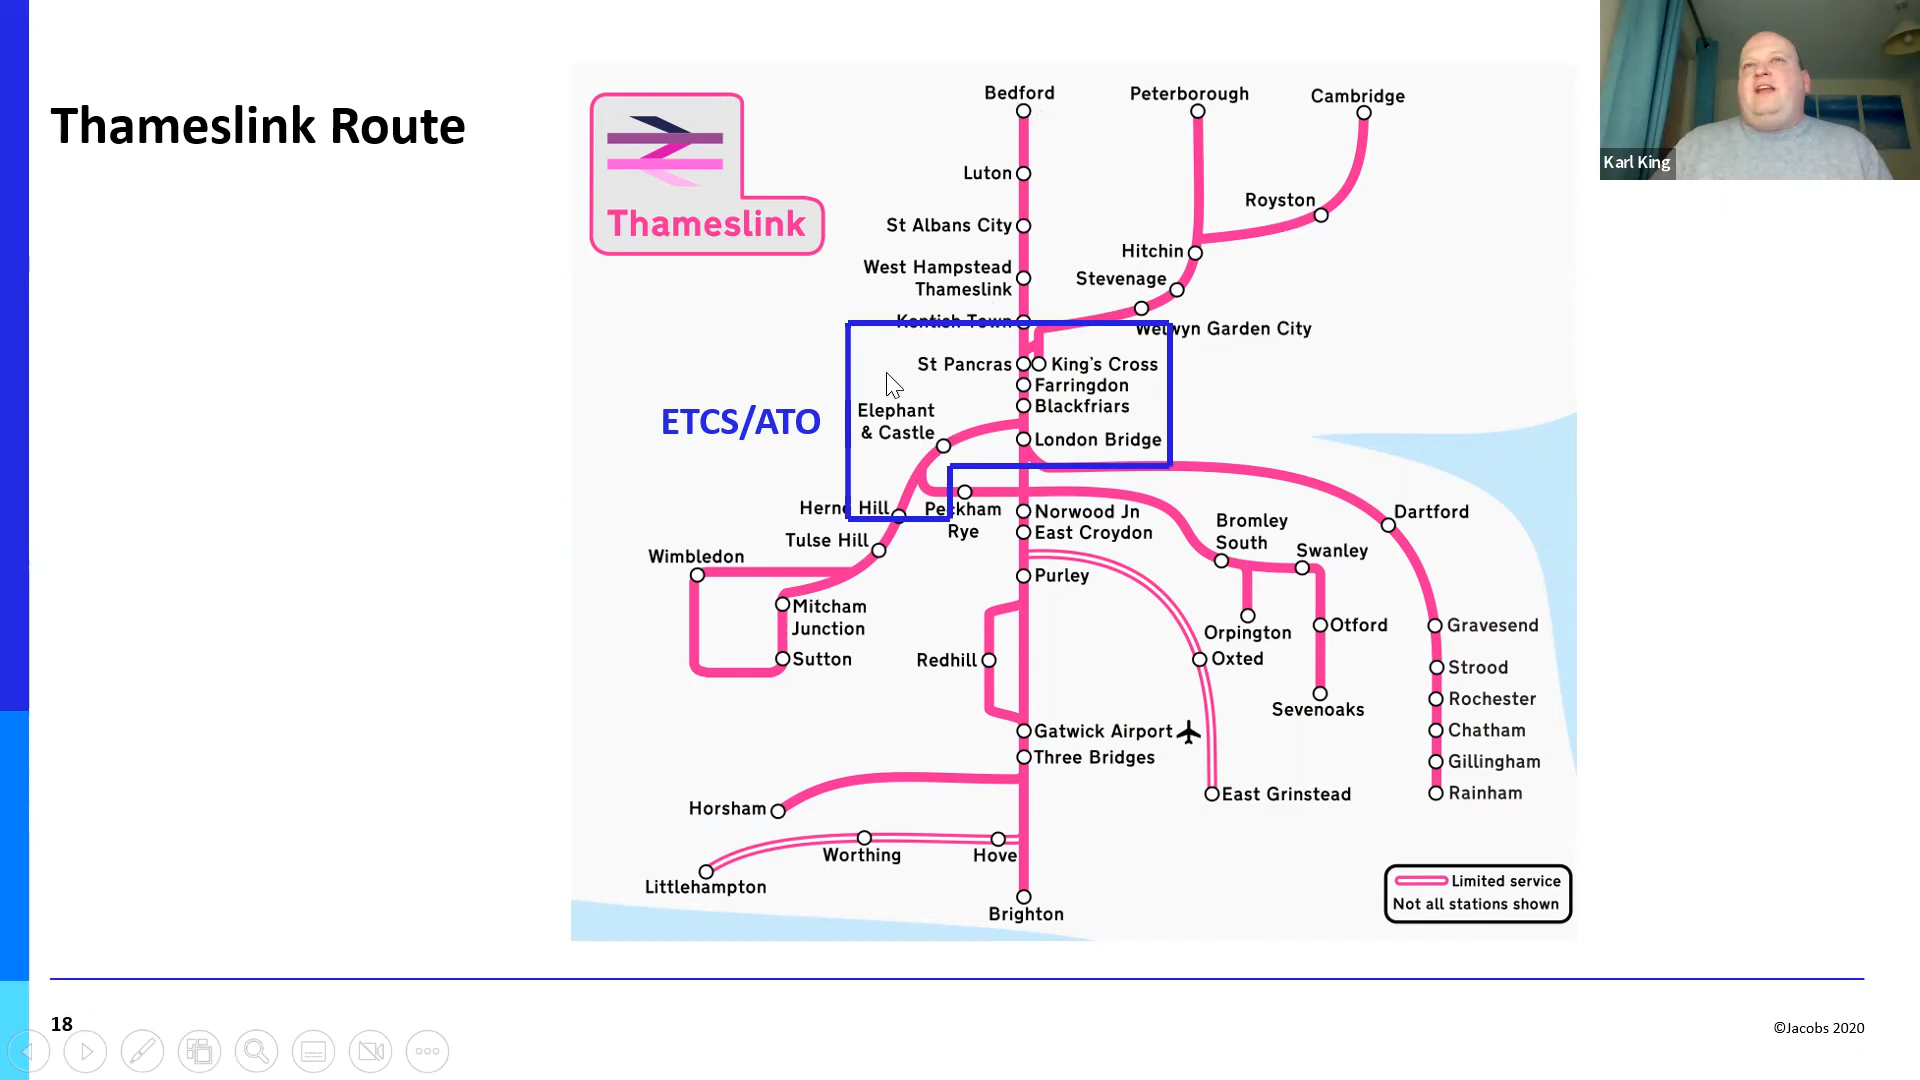 Thameslink Route
Thameslink
Bedford
Peterborough
Cambridge
Luton
Royston
St Albans City
Hitchin
West Hampstead
Thameslink
Stevenage
Kentish Town
Welwyn Garden City
St Pancras
King's Cross
Farringdon
Blackfriars
ETCS/ATO
Elephant
& Castle
London Bridge
Herne Hill
Peckham
Rye
Norwood Jn
East Croydon
Dartford
Bromley
South
Swanley
Tulse Hill
Wimbledon
Purley
Mitcham
Junction
Sutton
Orpington
Otford
Gravesend
Redhill
Oxted
Strood
Sevenoaks
Rochester
Gatwick Airport
Chatham
Three Bridges
Gillingham
East Grinstead
Rainham
Horsham
Worthing
Hove
Littlehampton
Brighton
Limited service
Not all stations shown
Karl King
18
©Jacobs 2020